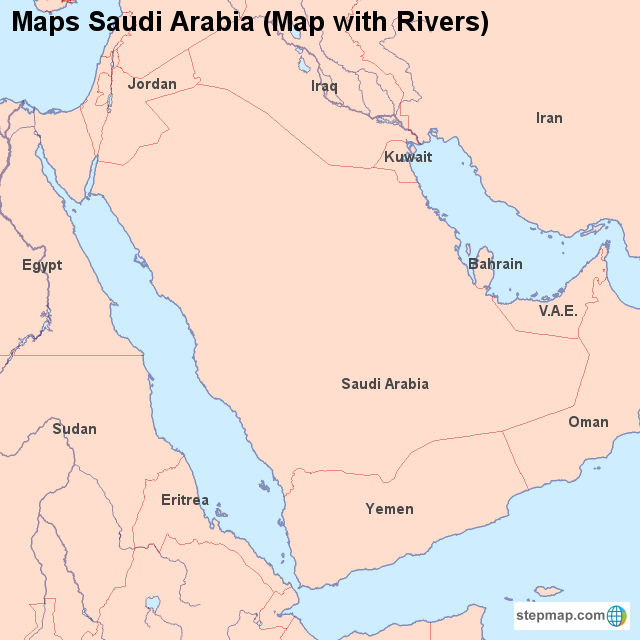 Maps Saudi Arabia (Map with Rivers)
Jordan
Iraq
Iran
Kuwait
Egypt
Bahrain
V.A.E.
Saudi Arabia
Oman
Sudan
Eritrea
Yemen
stepmap.com